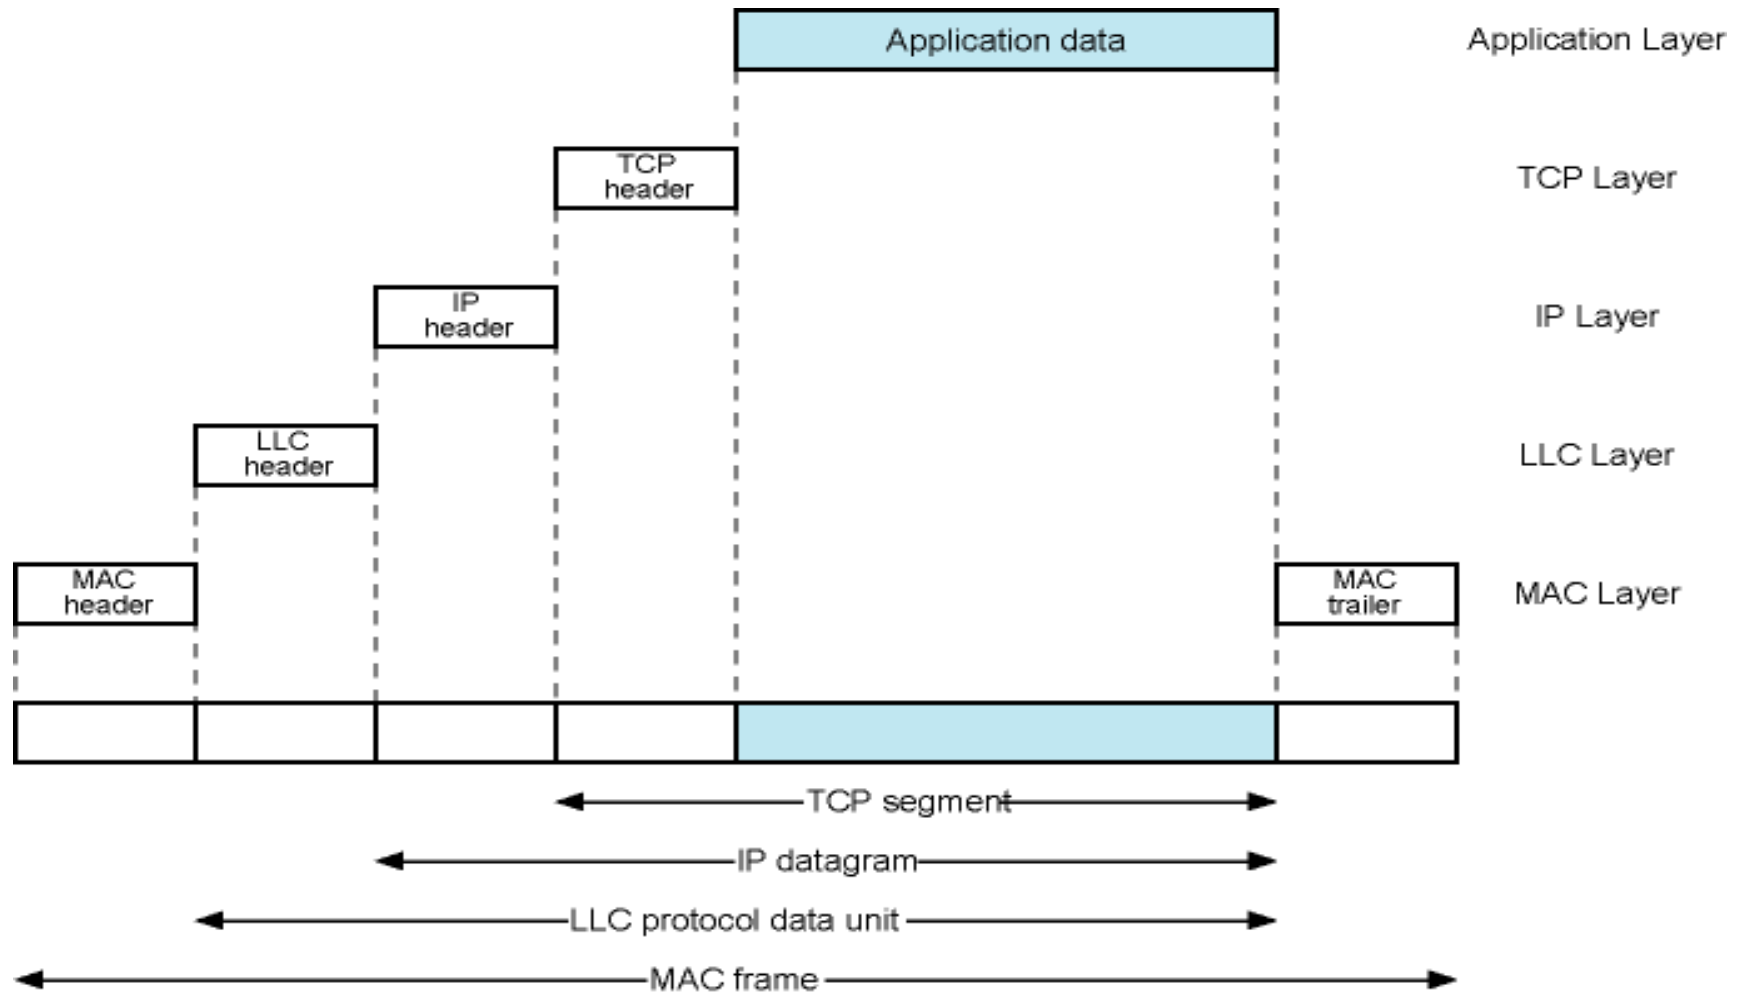 Application data
Application Layer
TCP
header
TCP Layer
IP
header
IP Layer
LLC
header
LLC Layer
MAC
header
MAC
trailer
MAC Layer
TCP segment
IP datagram
LLC protocol data unit
MAC frame